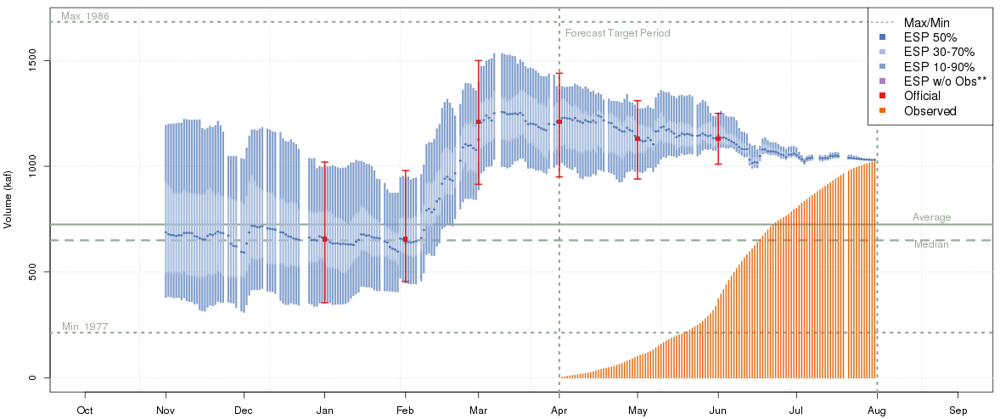 Max 1986
Forecast Target Period
Max/Min
ESP 50%
ESP 30-70%
ESP 10-90%
ESP w/o Obs**
Official
Observed
Average
Median
Min 1977
Volume (kaf)
1500
1000
500
0
Oct Nov Dec Jan Feb Mar Apr May Jun Jul Aug Sep